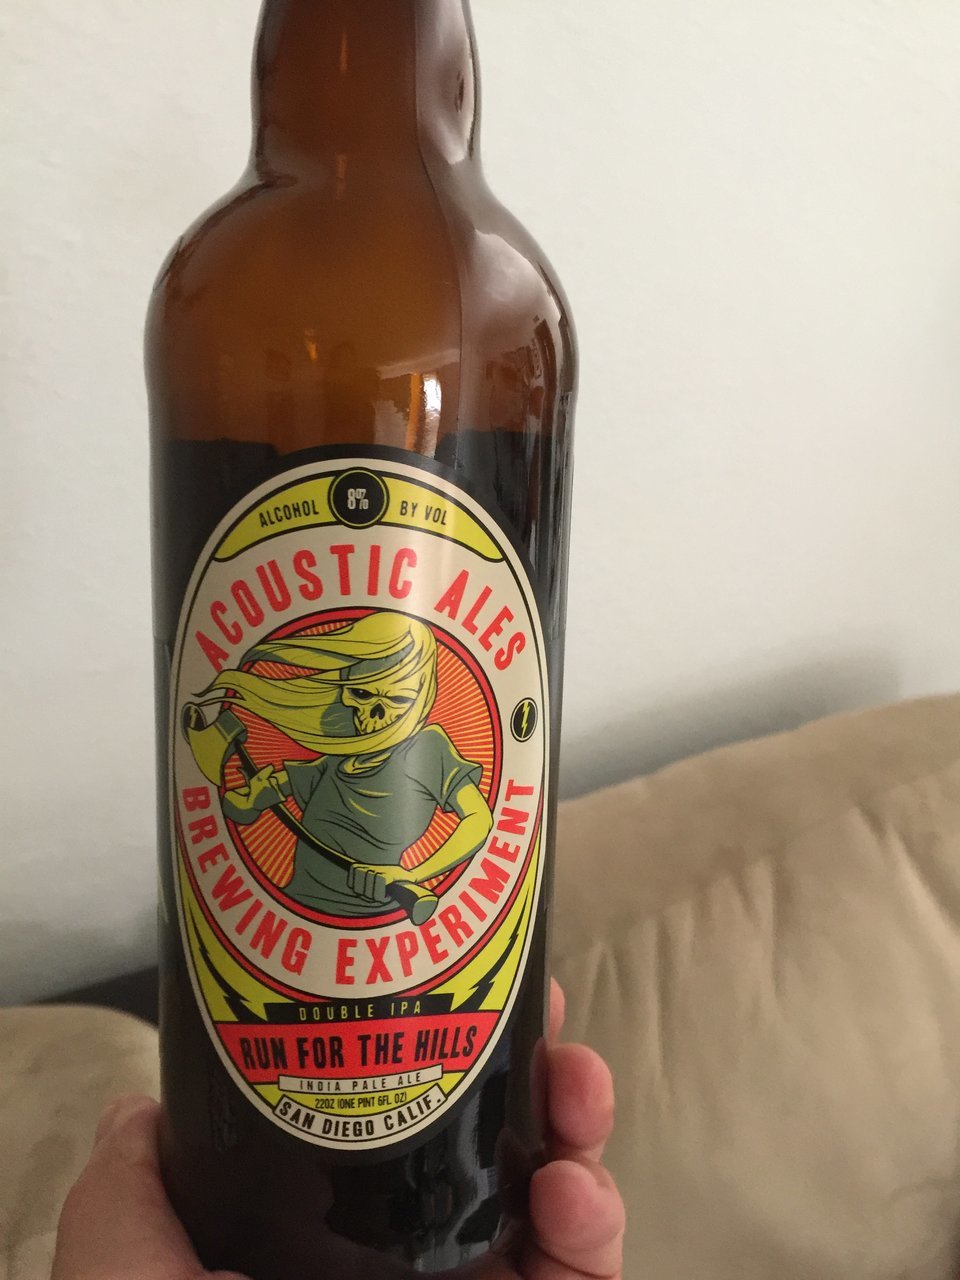 ALCOHOL 8% BY VOL
ACOUSTIC ALES
BREWING EXPERIMENT
DOUBLE IPA
RUN FOR THE HILLS
INDIA PALE ALE
22OZ (ONE PINT 6FL OZ)
SAN DIEGO CALIF.